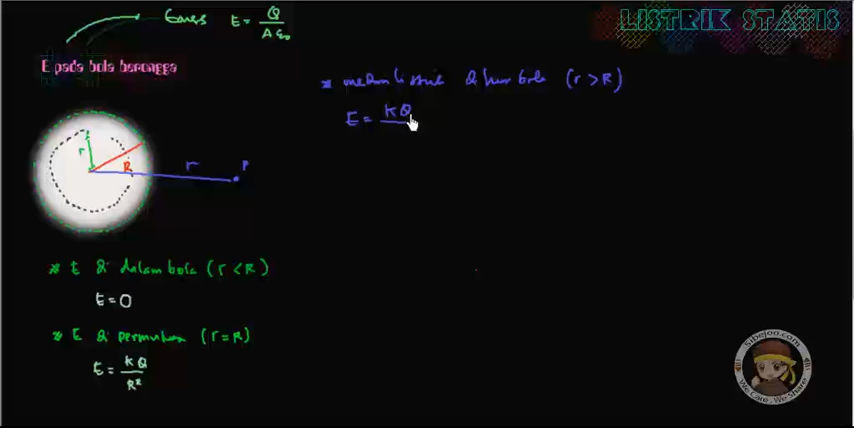 LISTRIK STATIS
Gauss E = Q / Aε₀
E pada bola berongga
* medan listrik di luar bola (r > R)
E = KQ
r R r P
* E di dalam bola (r < R)
E = 0
* E di permukaan (r = R)
E = KQ / R²
Sibejoo.com
We Care, We Share